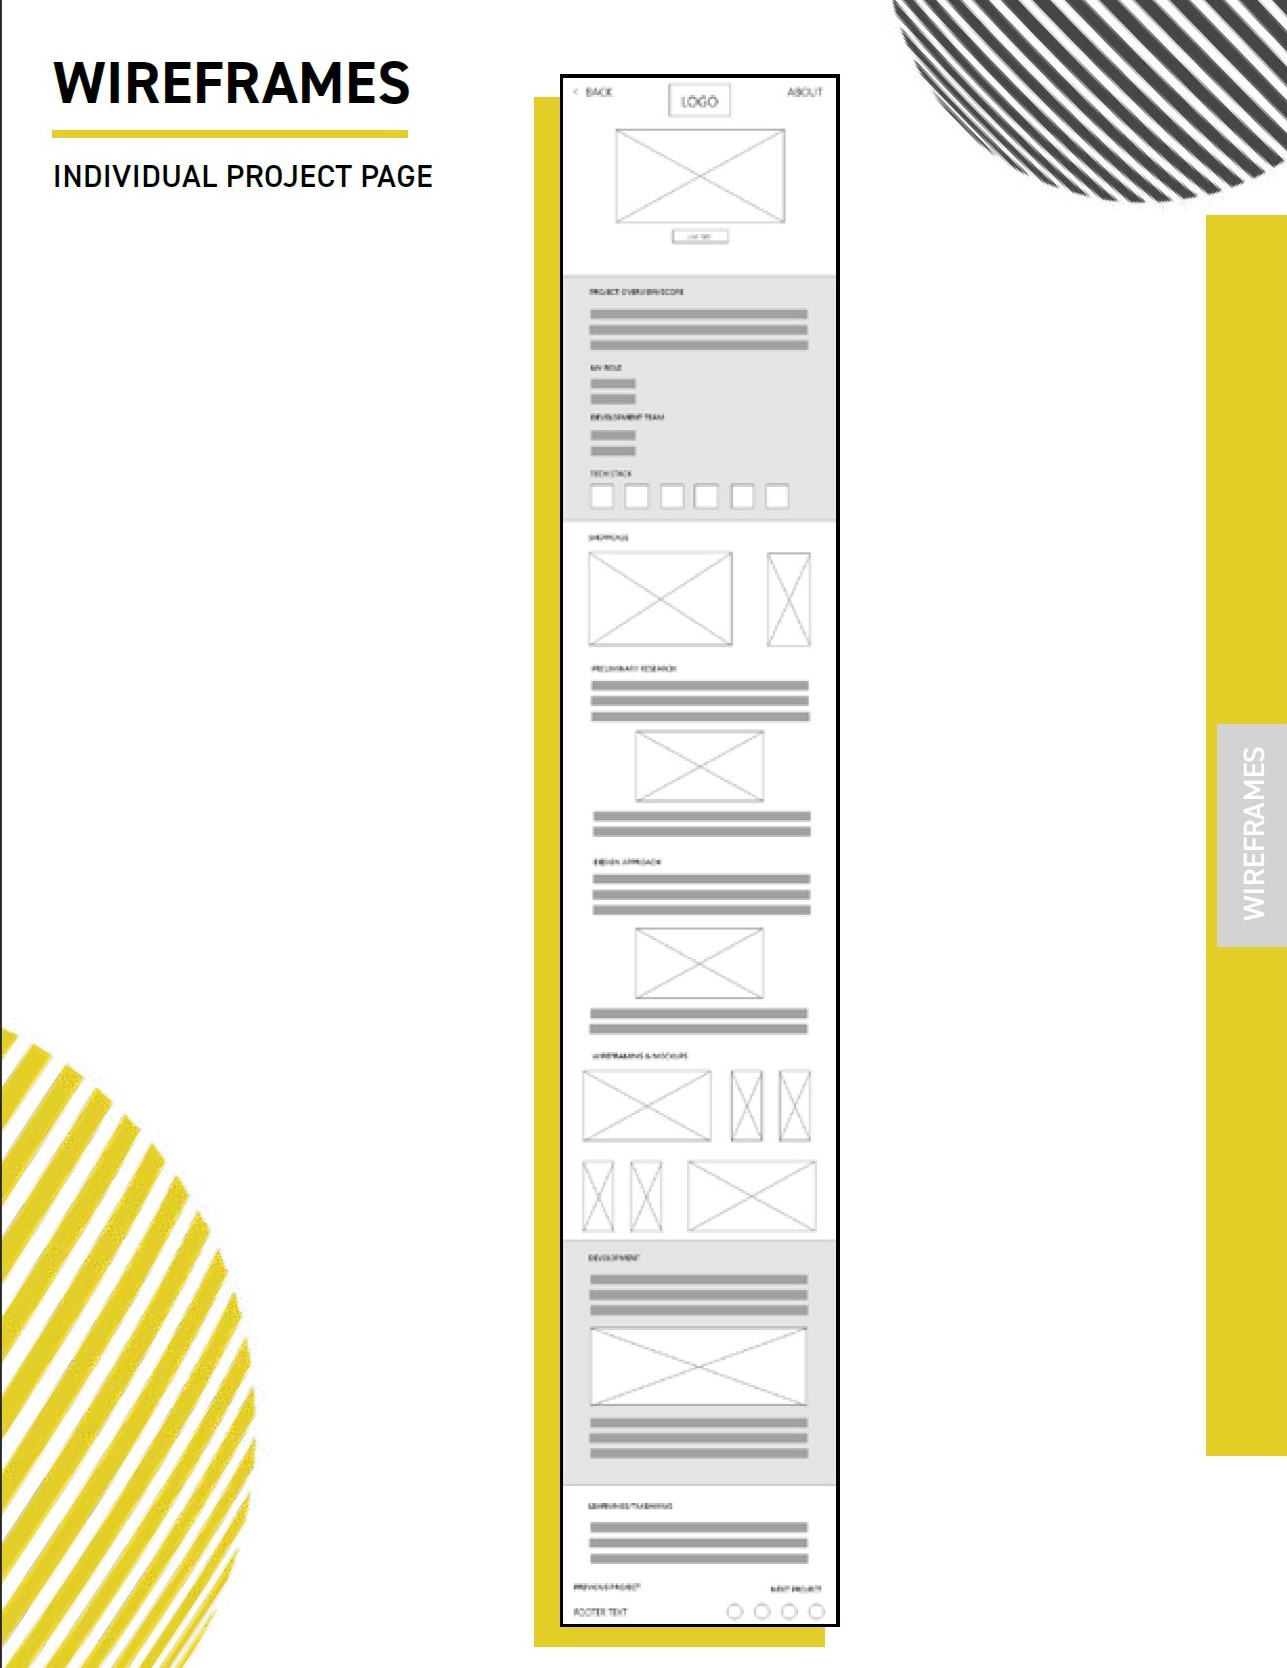 WIREFRAMES
INDIVIDUAL PROJECT PAGE
< BACK
LOGO
ABOUT
PROJECT OVERVIEW/SCOPE
MY ROLE
DEVELOPMENT TEAM
TECH STACK
SHOWCASE
PRELIMINARY RESEARCH
DESIGN APPROACH
WIREFRAMING & MOCKUPS
DEVELOPMENT
LEARNINGS/TAKEAWAYS
PREVIOUS PROJECT
NEXT PROJECT
FOOTER TEXT
WIREFRAMES